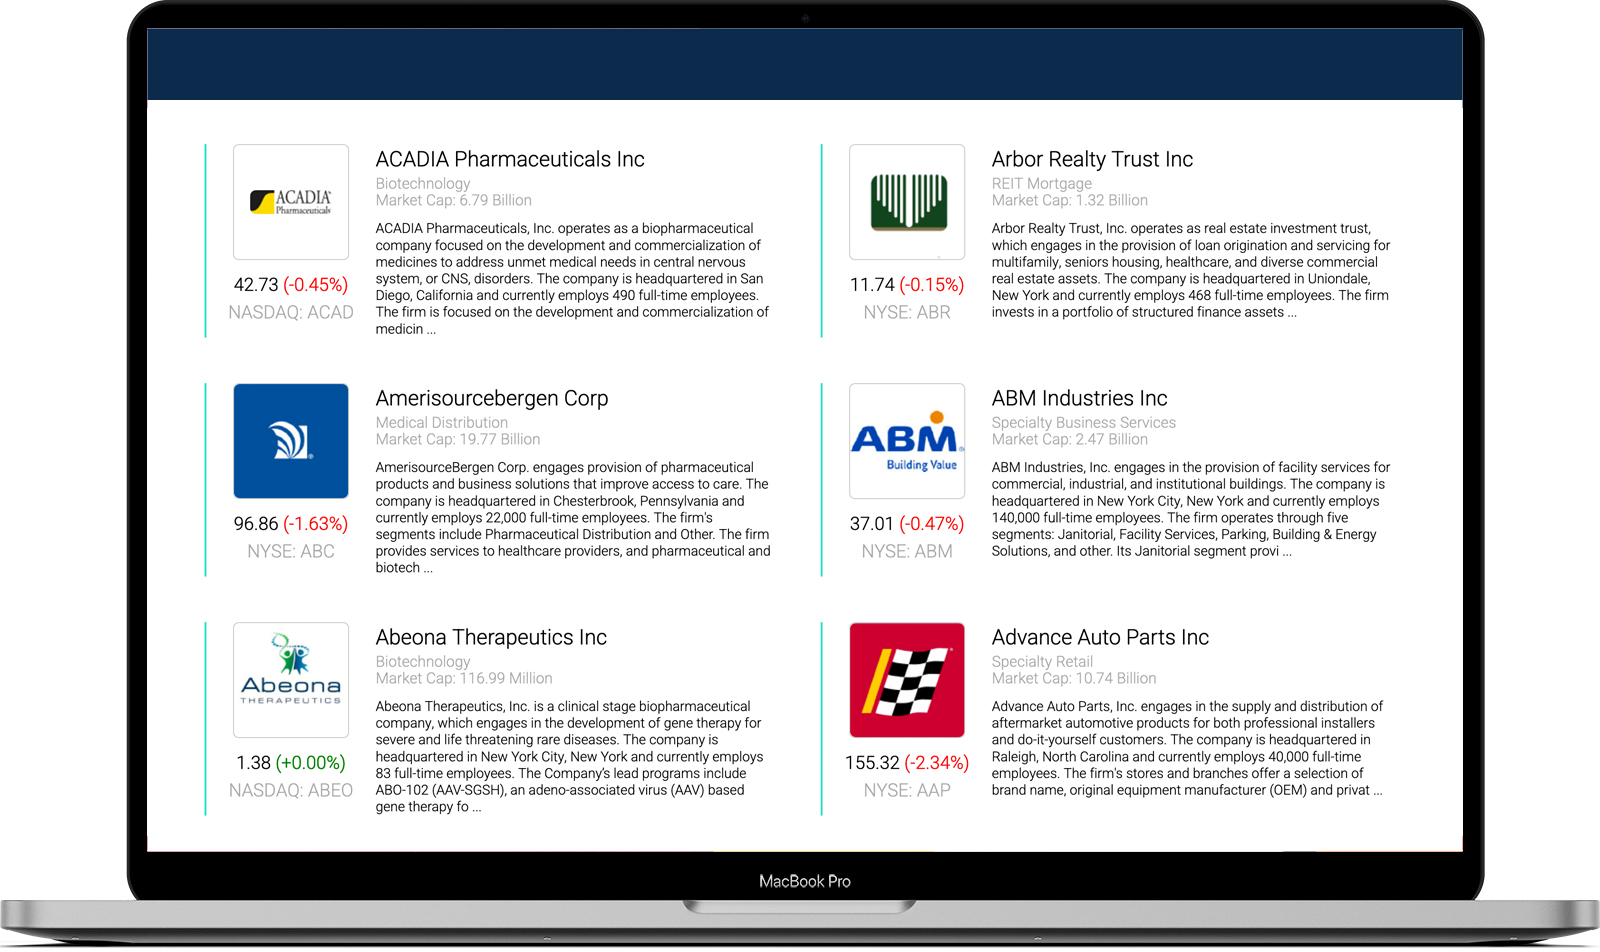 ACADIA
Pharmaceuticals
42.73 (-0.45%)
NASDAQ: ACAD
ACADIA Pharmaceuticals Inc
Biotechnology
Market Cap: 6.79 Billion
ACADIA Pharmaceuticals, Inc. operates as a biopharmaceutical
company focused on the development and commercialization of
medicines to address unmet medical needs in central nervous
system, or CNS, disorders. The company is headquartered in San
Diego, California and currently employs 490 full-time employees.
The firm is focused on the development and commercialization of
medicin ...
11.74 (-0.15%)
NYSE: ABR
Arbor Realty Trust Inc
REIT Mortgage
Market Cap: 1.32 Billion
Arbor Realty Trust, Inc. operates as real estate investment trust,
which engages in the provision of loan origination and servicing for
multifamily, seniors housing, healthcare, and diverse commercial
real estate assets. The company is headquartered in Uniondale,
New York and currently employs 468 full-time employees. The firm
invests in a portfolio of structured finance assets ...
96.86 (-1.63%)
NYSE: ABC
Amerisourcebergen Corp
Medical Distribution
Market Cap: 19.77 Billion
AmerisourceBergen Corp. engages provision of pharmaceutical
products and business solutions that improve access to care. The
company is headquartered in Chesterbrook, Pennsylvania and
currently employs 22,000 full-time employees. The firm's
segments include Pharmaceutical Distribution and Other. The firm
provides services to healthcare providers, and pharmaceutical and
biotech ...
ABM
Building Value
37.01 (-0.47%)
NYSE: ABM
ABM Industries Inc
Specialty Business Services
Market Cap: 2.47 Billion
ABM Industries, Inc. engages in the provision of facility services for
commercial, industrial, and institutional buildings. The company is
headquartered in New York City, New York and currently employs
140,000 full-time employees. The firm operates through five
segments: Janitorial, Facility Services, Parking, Building & Energy
Solutions, and other. Its Janitorial segment provi ...
Abeona
THERAPEUTICS
1.38 (+0.00%)
NASDAQ: ABEO
Abeona Therapeutics Inc
Biotechnology
Market Cap: 116.99 Million
Abeona Therapeutics, Inc. is a clinical stage biopharmaceutical
company, which engages in the development of gene therapy for
severe and life threatening rare diseases. The company is
headquartered in New York City, New York and currently employs
83 full-time employees. The Company's lead programs include
ABO-102 (AAV-SGSH), an adeno-associated virus (AAV) based
gene therapy fo ...
155.32 (-2.34%)
NYSE: AAP
Advance Auto Parts Inc
Specialty Retail
Market Cap: 10.74 Billion
Advance Auto Parts, Inc. engages in the supply and distribution of
aftermarket automotive products for both professional installers
and do-it-yourself customers. The company is headquartered in
Raleigh, North Carolina and currently employs 40,000 full-time
employees. The firm's stores and branches offer a selection of
brand name, original equipment manufacturer (OEM) and privat ...
MacBook Pro